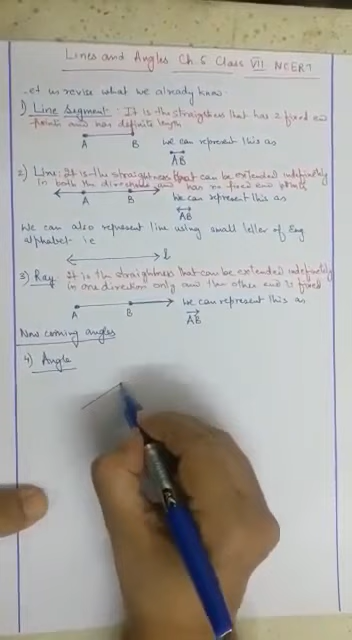 Lines and Angles Ch. 5 Class VII NCERT
Let us revise what we already know.
1) Line Segment : It is the straightness that has 2 fixed end
points and has definite length
A B we can represent this as
AB
2) Line: It is the straightness that can be extended indefinitely
in both the directions and has no fixed end points
A B we can represent this as
AB
We can also represent line using small letter of Eng
alphabet i.e
l
3) Ray It is the straightness that can be extended indefinitely
in one direction only and the other end is fixed
A B we can represent this as
AB
Now coming angles
4) Angle